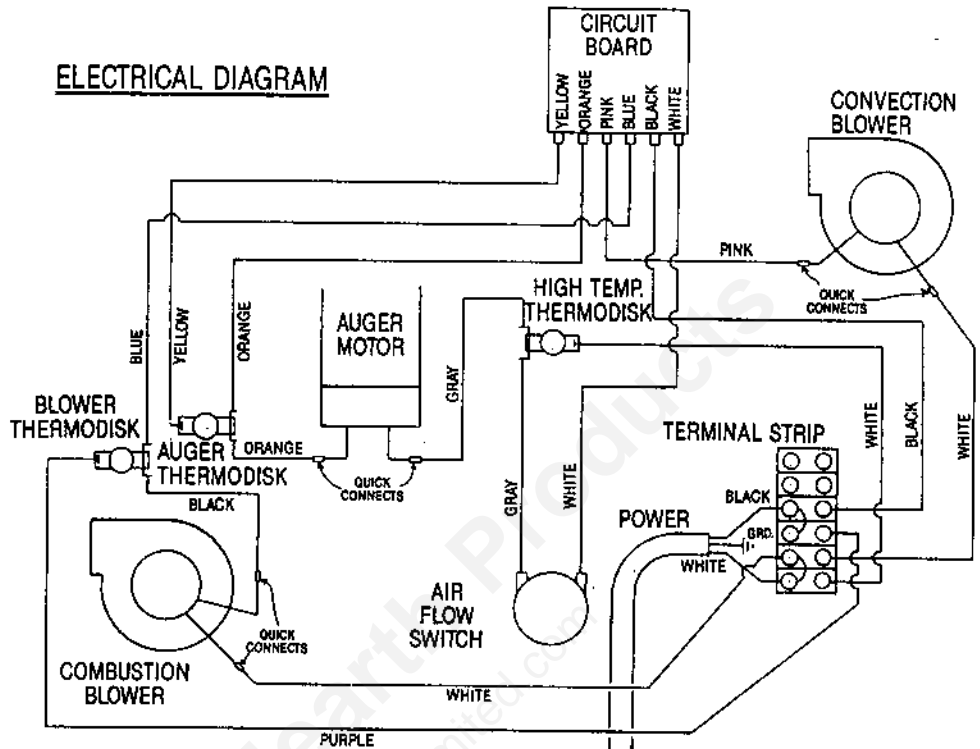 ELECTRICAL DIAGRAM
CIRCUIT
BOARD
YELLOW
ORANGE
PINK
BLUE
BLACK
WHITE
CONVECTION
BLOWER
PINK
QUICK
CONNECTS
HIGH TEMP.
THERMODISK
AUGER
MOTOR
BLUE
YELLOW
ORANGE
GRAY
BLOWER
THERMODISK
AUGER
THERMODISK
ORANGE
QUICK
CONNECTS
BLACK
GRAY
WHITE
TERMINAL STRIP
WHITE
BLACK
WHITE
BLACK
POWER
GRD.
WHITE
AIR
FLOW
SWITCH
QUICK
CONNECTS
COMBUSTION
BLOWER
WHITE
PURPLE
earth Products